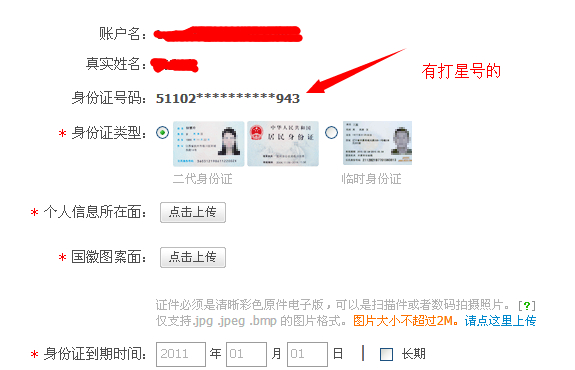 账户名：
真实姓名：
有打星号的
身份证号码：51102**********943
* 身份证类型：
中华人民共和国
居民身份证
二代身份证 临时身份证
* 个人信息所在面： 点击上传
* 国徽图案面： 点击上传
证件必须是清晰彩色原件电子版，可以是扫描件或者数码拍摄照片。[?]
仅支持.jpg .jpeg .bmp 的图片格式。图片大小不超过2M。请点这里上传
* 身份证到期时间： 2011 年 01 月 01 日 | 长期